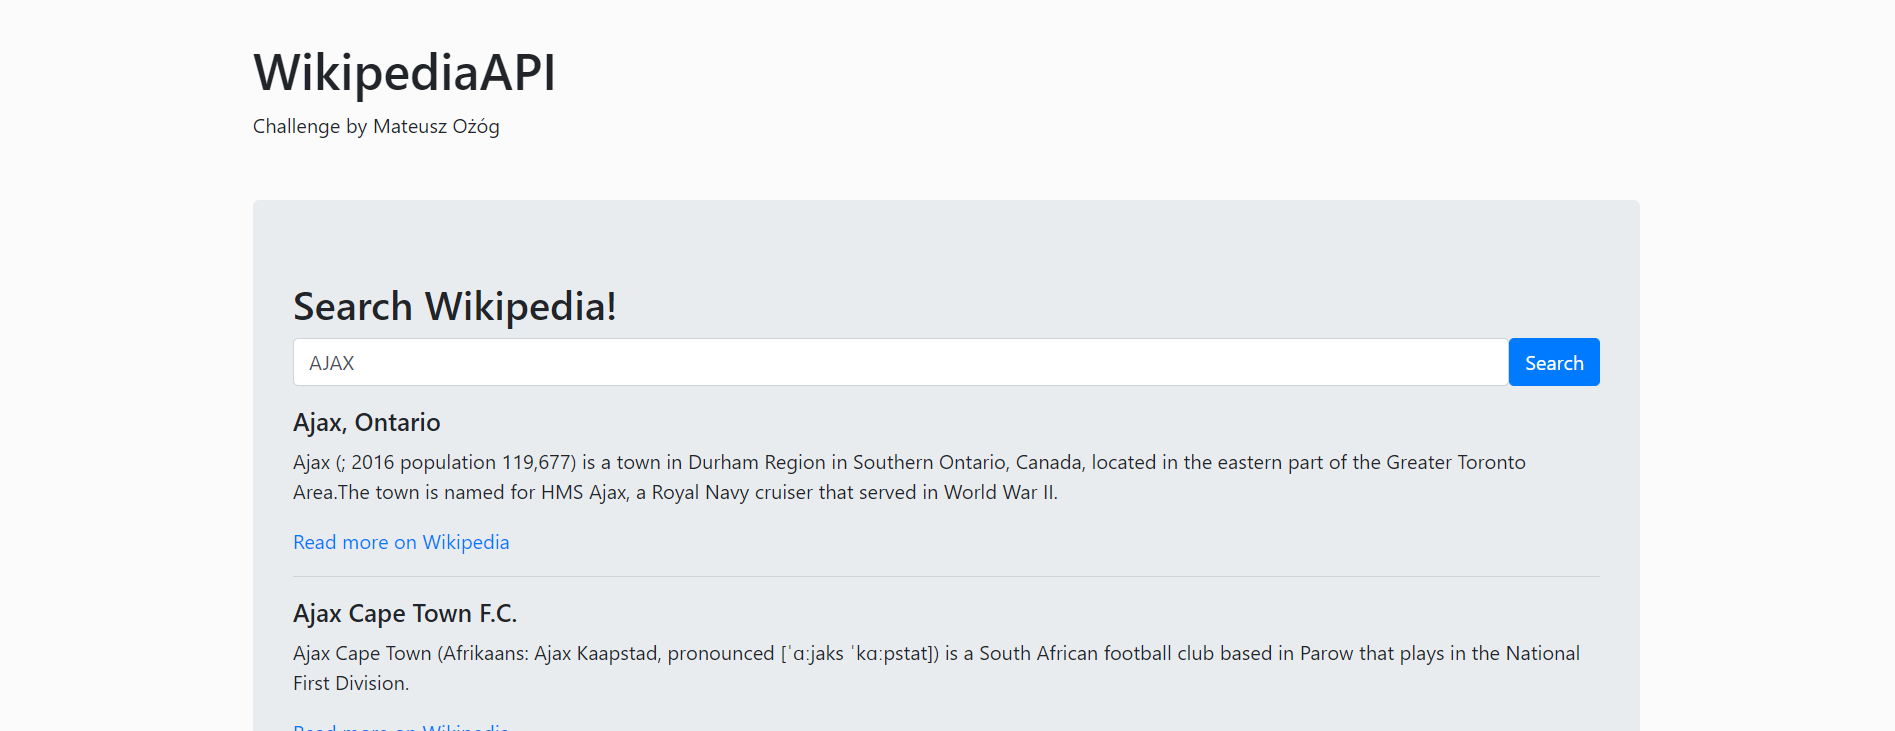 WikipediaAPI
Challenge by Mateusz Ożóg
Search Wikipedia!
AJAX
Search
Ajax, Ontario
Ajax (; 2016 population 119,677) is a town in Durham Region in Southern Ontario, Canada, located in the eastern part of the Greater Toronto
Area.The town is named for HMS Ajax, a Royal Navy cruiser that served in World War II.
Read more on Wikipedia
Ajax Cape Town F.C.
Ajax Cape Town (Afrikaans: Ajax Kaapstad, pronounced [ˈɑːjaks ˈkɑːpstat]) is a South African football club based in Parow that plays in the National
First Division.
Read more on Wikipedia